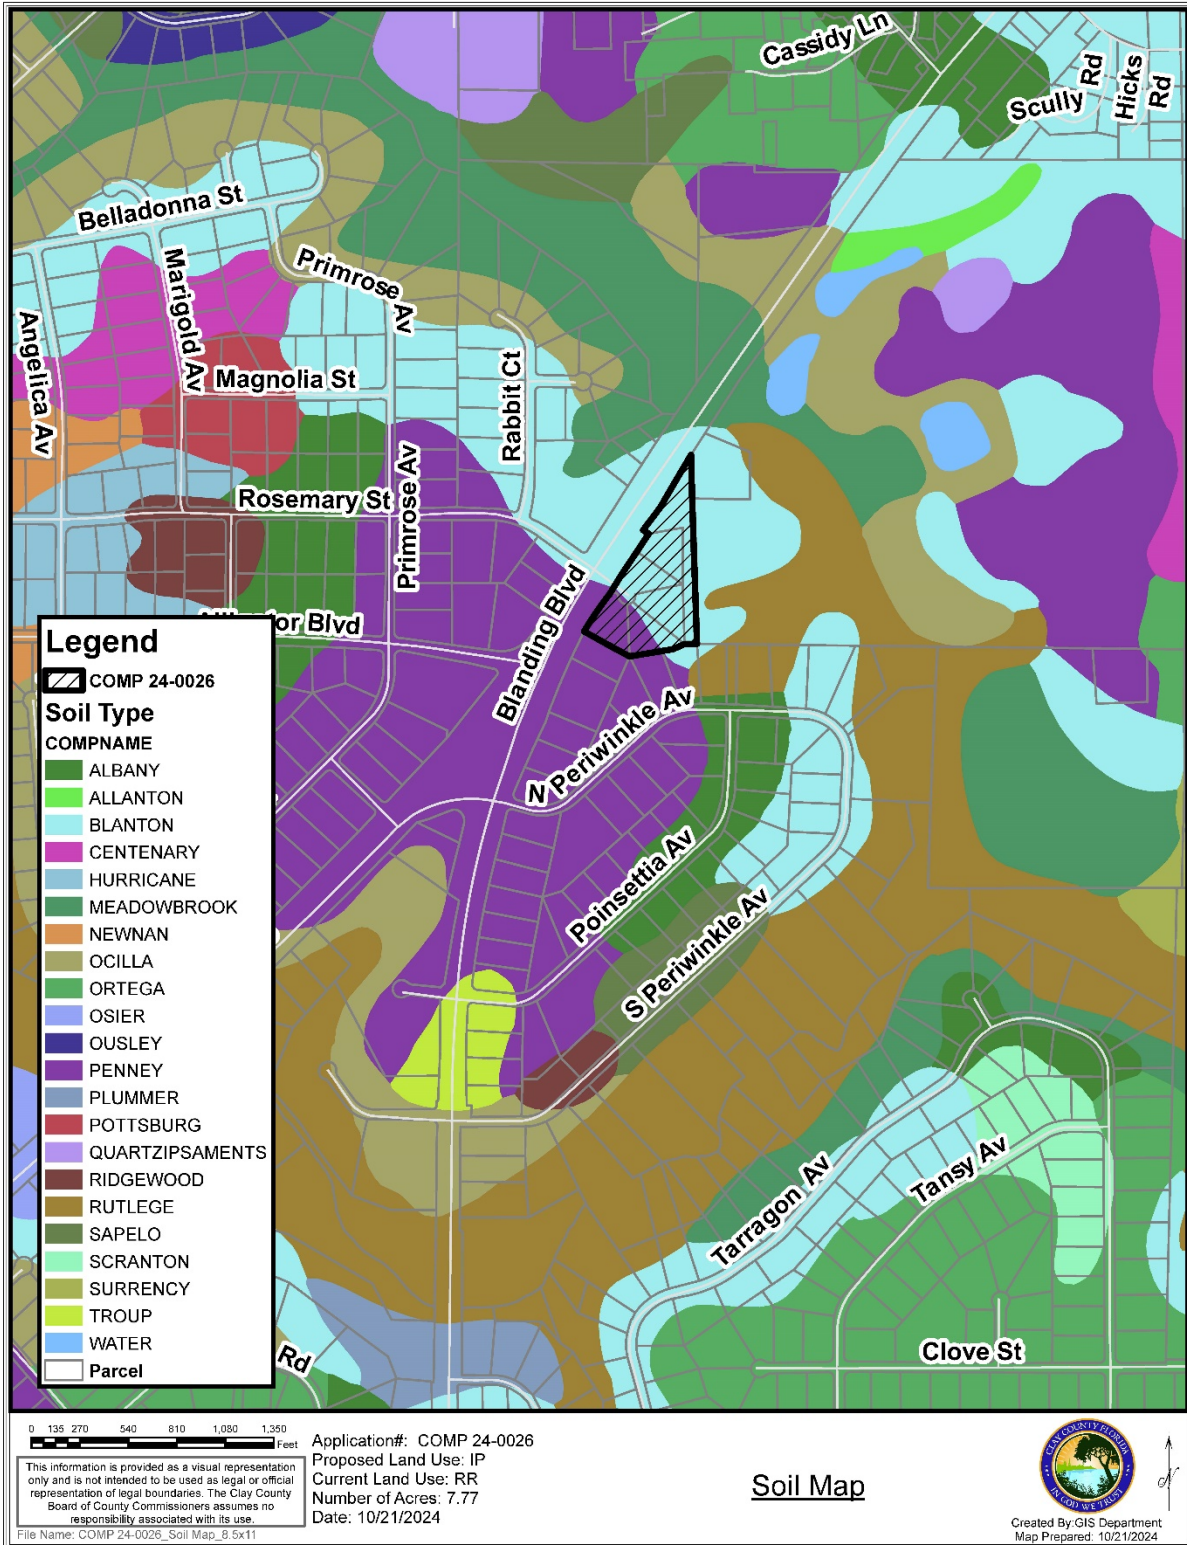 Cassidy Ln
Scully Rd
Hicks Rd
Belladonna St
Marigold Av
Primrose Av
Angelica Av
Magnolia St
Rabbit Ct
Primrose Av
Rosemary St
Blanding Blvd
Blvd
N Periwinkle Av
Poinsettia Av
S Periwinkle Av
Tarragon Av
Tansy Av
Clove St
Rd
Legend
COMP 24-0026
Soil Type
COMPNAME
ALBANY
ALLANTON
BLANTON
CENTENARY
HURRICANE
MEADOWBROOK
NEWNAN
OCILLA
ORTEGA
OSIER
OUSLEY
PENNEY
PLUMMER
POTTSBURG
QUARTZIPSAMENTS
RIDGEWOOD
RUTLEGE
SAPELO
SCRANTON
SURRENCY
TROUP
WATER
Parcel
0 135 270 540 810 1,080 1,350
Feet
This information is provided as a visual representation
only and is not intended to be used as legal or official
representation of legal boundaries. The Clay County
Board of County Commissioners assumes no
responsibility associated with its use.
File Name: COMP 24-0026_Soil Map_8.5x11
Application#: COMP 24-0026
Proposed Land Use: IP
Current Land Use: RR
Number of Acres: 7.77
Date: 10/21/2024
Soil Map
CLAY COUNTY FLORIDA
IN GOD WE TRUST
N
Created By:GIS Department
Map Prepared: 10/21/2024